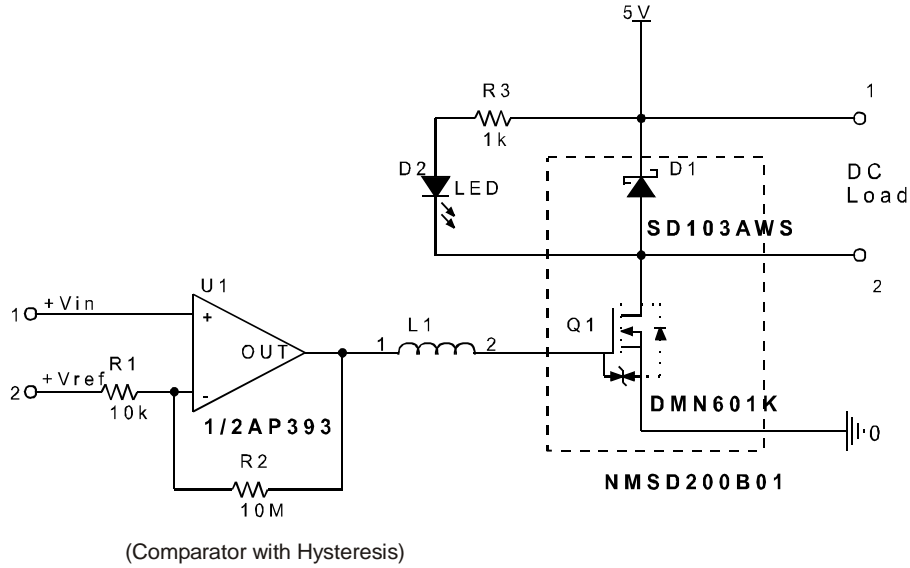 5V
R3
1k
1
D2
LED
D1
DC
Load
SD103AWS
2
U1
1
+Vin
+
OUT
L1
1
2
Q1
2
+Vref
R1
10k
-
1/2AP393
DMN601K
0
R2
10M
NMSD200B01
(Comparator with Hysteresis)